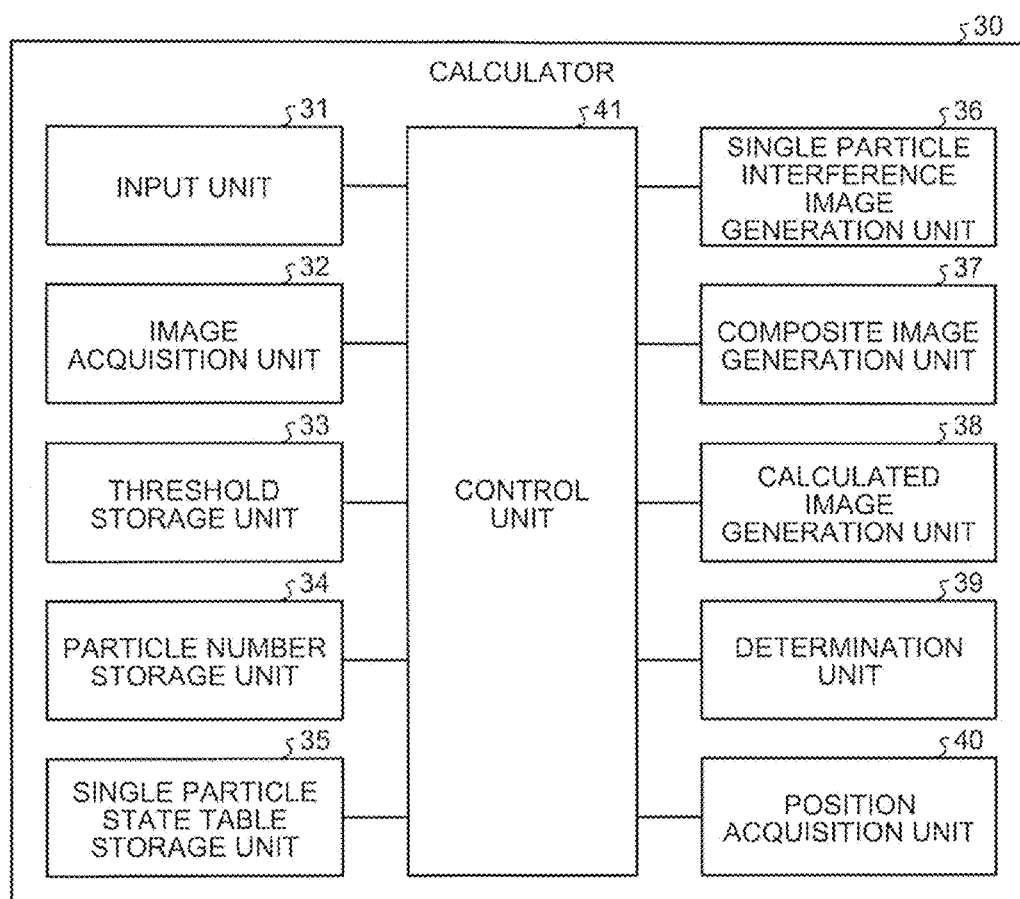 30
CALCULATOR
31
INPUT UNIT
32
IMAGE
ACQUISITION UNIT
33
THRESHOLD
STORAGE UNIT
34
PARTICLE NUMBER
STORAGE UNIT
35
SINGLE PARTICLE
STATE TABLE
STORAGE UNIT
41
CONTROL
UNIT
36
SINGLE PARTICLE
INTERFERENCE
IMAGE
GENERATION UNIT
37
COMPOSITE IMAGE
GENERATION UNIT
38
CALCULATED
IMAGE
GENERATION UNIT
39
DETERMINATION
UNIT
40
POSITION
ACQUISITION UNIT